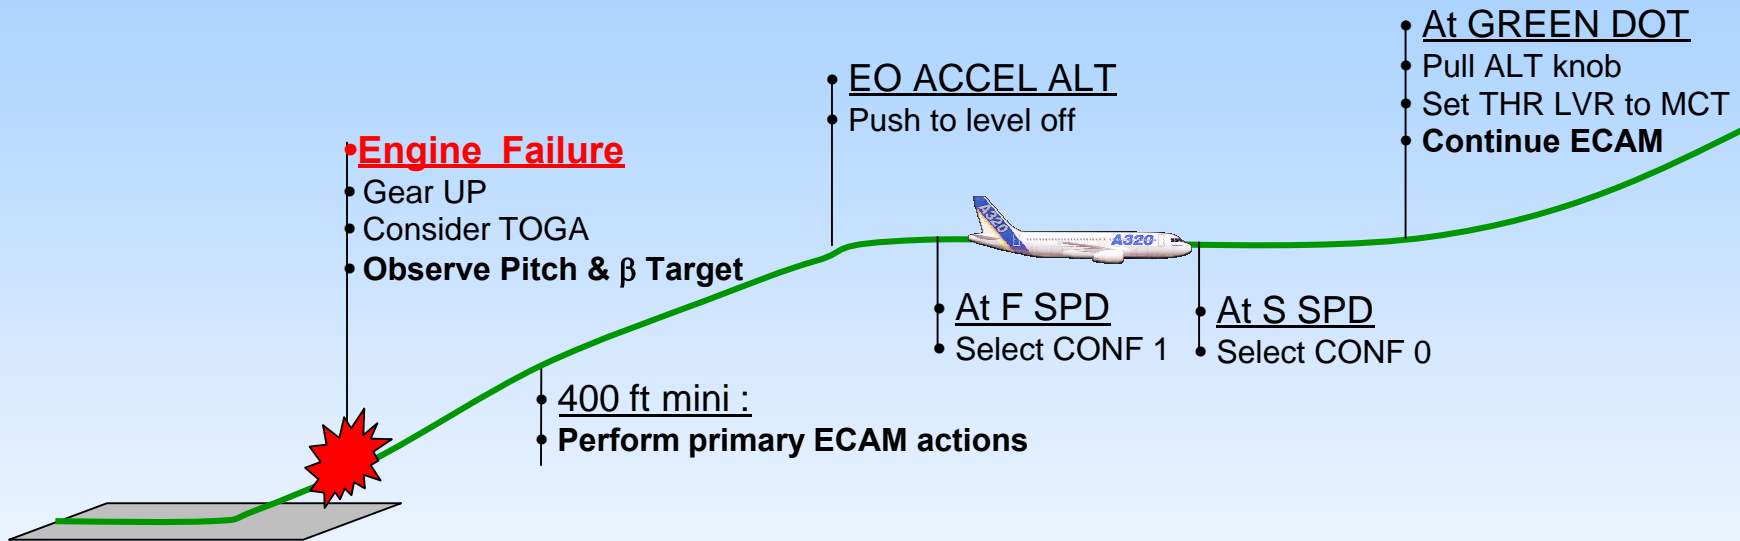 Engine Failure
Gear UP
Consider TOGA
Observe Pitch & β Target
400 ft mini :
Perform primary ECAM actions
EO ACCEL ALT
Push to level off
At F SPD
Select CONF 1
A320
A320
At S SPD
Select CONF 0
At GREEN DOT
Pull ALT knob
Set THR LVR to MCT
Continue ECAM